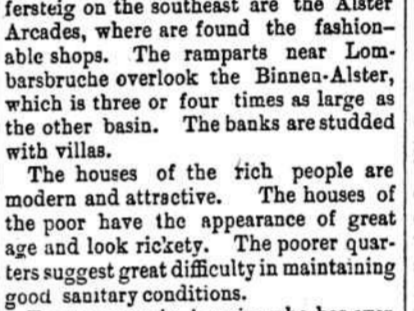 fersteig on the southeast are the Alster
Arcades, where are found the fashion-
able shops. The ramparts near Lom-
barsbruig overlook the Binnen-Alster,
which is three or four times as large as
the other basin. The banks are studded
with villas.
The houses of the rich people are
modern and attractive. The houses of
the poor have the appearance of great
age and look rickety. The poorer quar-
ters suggest great difficulty in maintaining
good sanitary conditions.